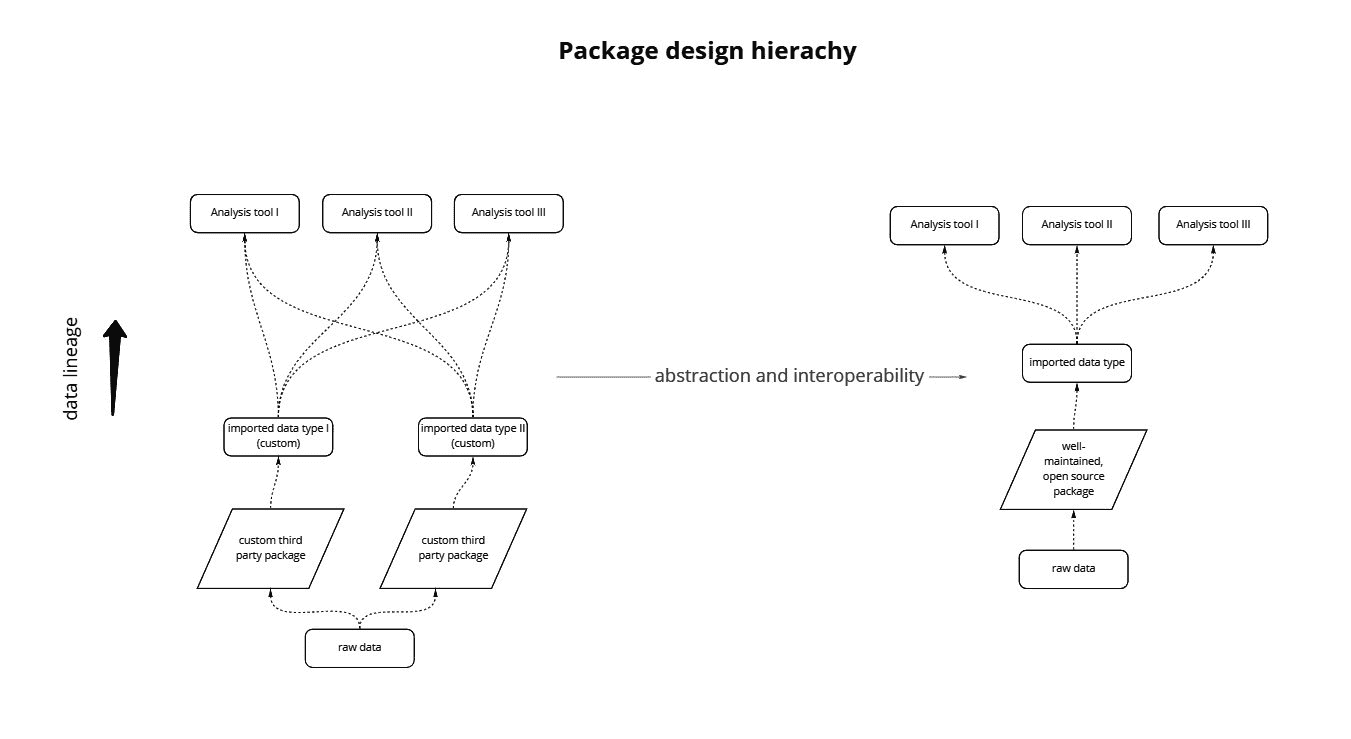 Package design hierachy
Analysis tool I
Analysis tool II
Analysis tool III
Analysis tool I
Analysis tool II
Analysis tool III
data lineage
abstraction and interoperability
imported data type
imported data type I
(custom)
imported data type II
(custom)
well-
maintained,
open source
package
custom third
party package
custom third
party package
raw data
raw data